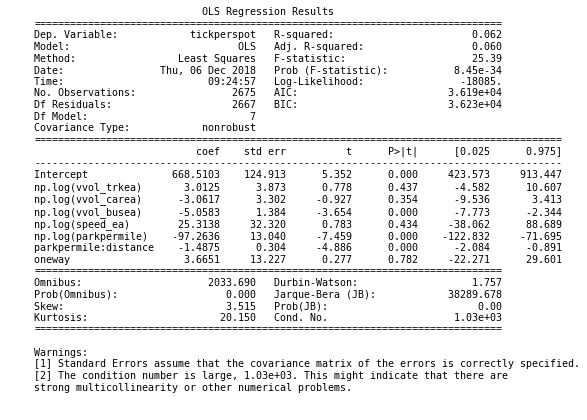 OLS Regression Results
==============================================================================
Dep. Variable: tickperspot R-squared: 0.062
Model: OLS Adj. R-squared: 0.060
Method: Least Squares F-statistic: 25.39
Date: Thu, 06 Dec 2018 Prob (F-statistic): 8.45e-34
Time: 09:24:57 Log-Likelihood: -18085.
No. Observations: 2675 AIC: 3.619e+04
Df Residuals: 2667 BIC: 3.623e+04
Df Model: 7
Covariance Type: nonrobust
========================================================================================
coef std err t P>|t| [0.025 0.975]
----------------------------------------------------------------------------------------
Intercept 668.5103 124.913 5.352 0.000 423.573 913.447
np.log(vvol_trkea) 3.0125 3.873 0.778 0.437 -4.582 10.607
np.log(vvol_carea) -3.0617 3.302 -0.927 0.354 -9.536 3.413
np.log(vvol_busea) -5.0583 1.384 -3.654 0.000 -7.773 -2.344
np.log(speed_ea) 25.3138 32.320 0.783 0.434 -38.062 88.689
np.log(parkpermile) -97.2636 13.040 -7.459 0.000 -122.832 -71.695
parkpermile:distance -1.4875 0.304 -4.886 0.000 -2.084 -0.891
oneway 3.6651 13.227 0.277 0.782 -22.271 29.601
==============================================================================
Omnibus: 2033.690 Durbin-Watson: 1.757
Prob(Omnibus): 0.000 Jarque-Bera (JB): 38289.678
Skew: 3.515 Prob(JB): 0.00
Kurtosis: 20.150 Cond. No. 1.03e+03
==============================================================================
Warnings:
[1] Standard Errors assume that the covariance matrix of the errors is correctly specified.
[2] The condition number is large, 1.03e+03. This might indicate that there are
strong multicollinearity or other numerical problems.